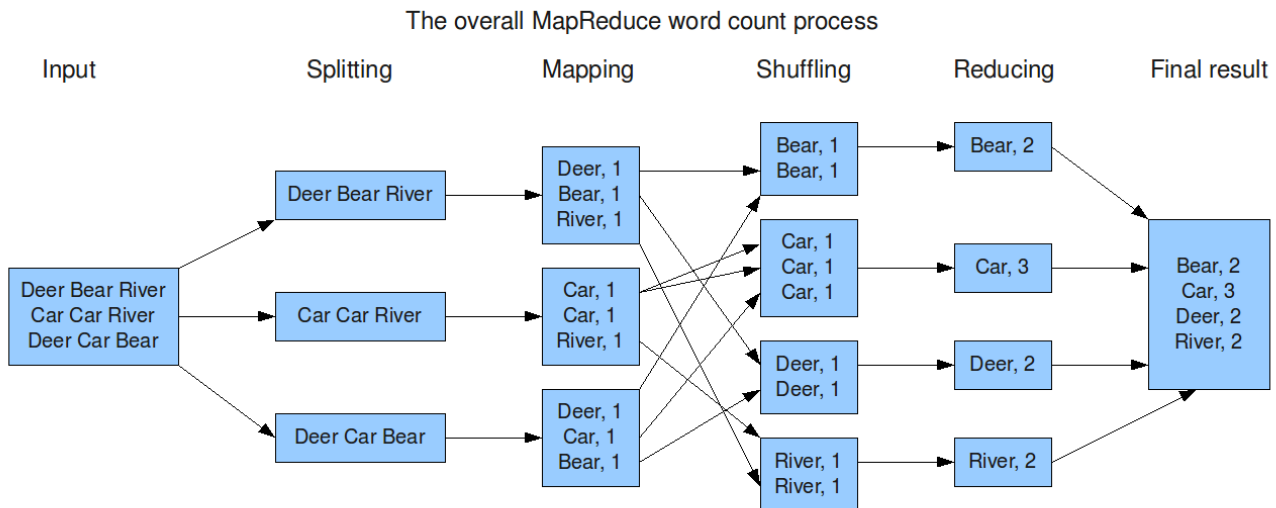 The overall MapReduce word count process
Input
Splitting
Mapping
Shuffling
Reducing
Final result
Deer Bear River
Car Car River
Deer Car Bear
Deer Bear River
Car Car River
Deer Car Bear
Deer, 1
Bear, 1
River, 1
Car, 1
Car, 1
River, 1
Deer, 1
Car, 1
Bear, 1
Bear, 1
Bear, 1
Car, 1
Car, 1
Car, 1
Deer, 1
Deer, 1
River, 1
River, 1
Bear, 2
Car, 3
Deer, 2
River, 2
Bear, 2
Car, 3
Deer, 2
River, 2